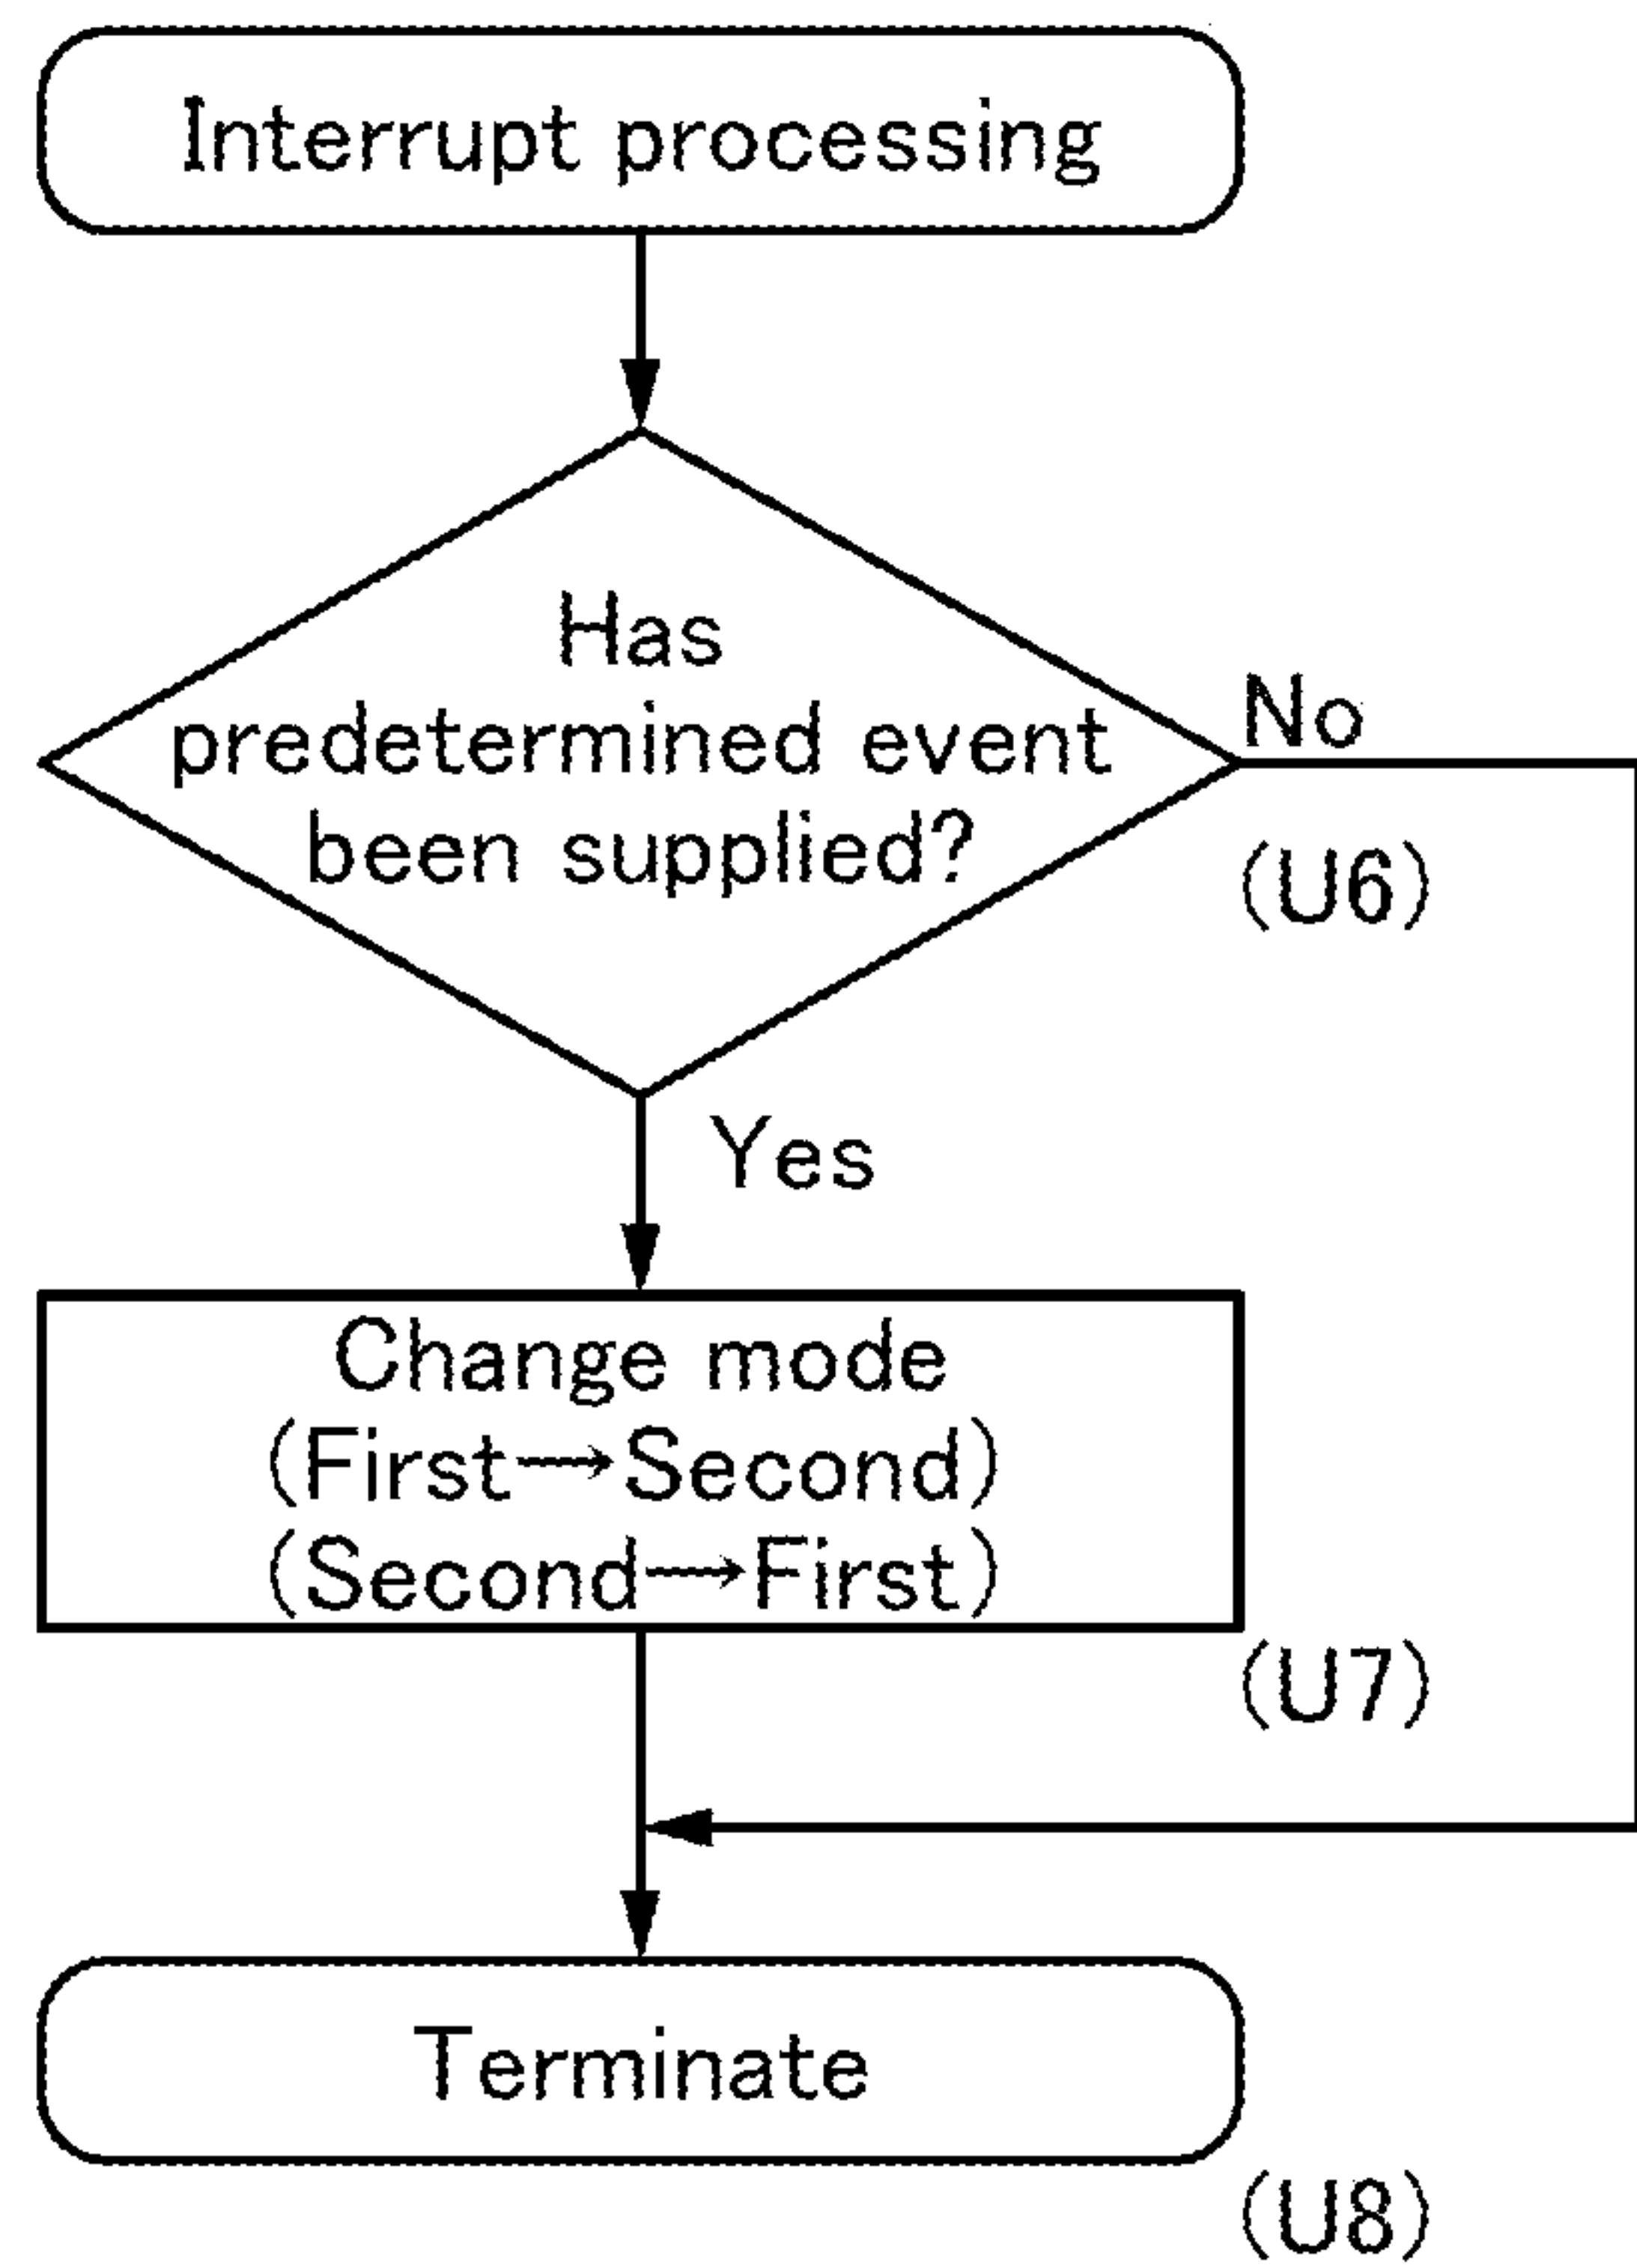 Interrupt processing
Has
predetermined event
been supplied?
No
(U6)
Yes
Change mode
(First→Second)
(Second→First)
(U7)
Terminate
(U8)